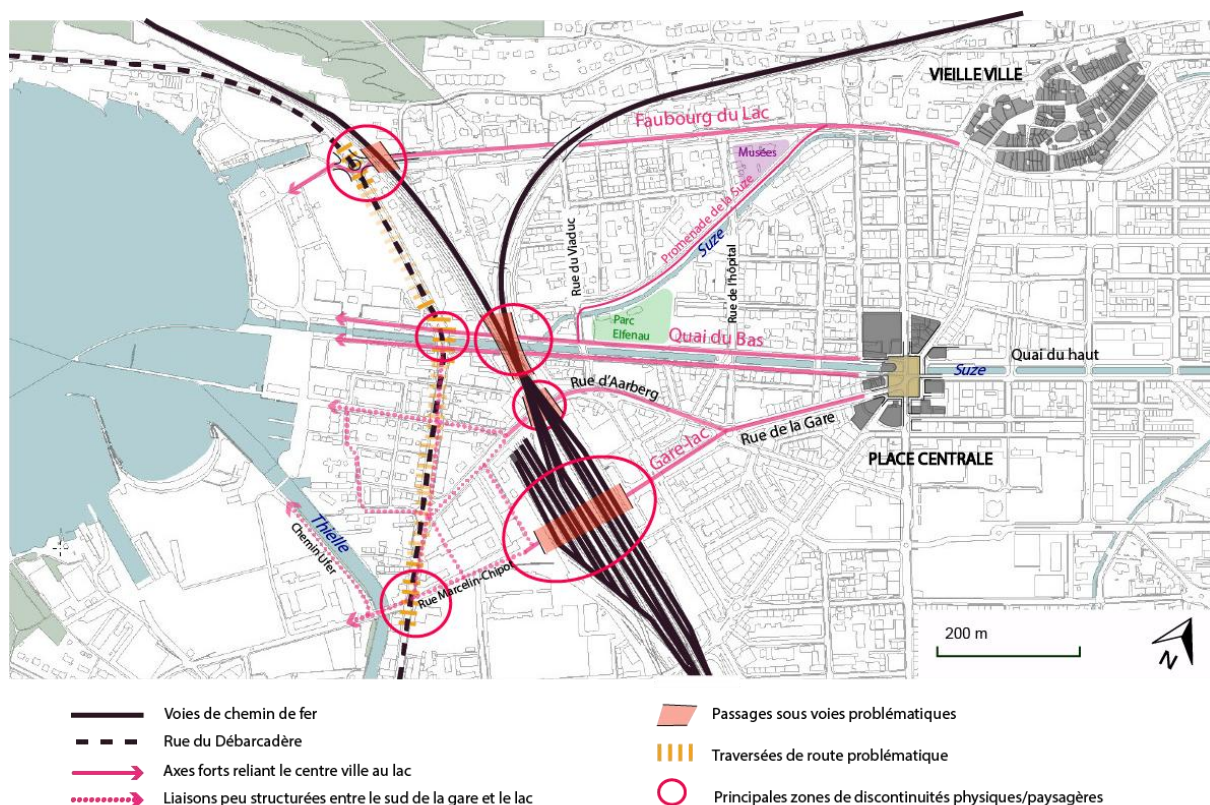 VIEILLE VILLE
Faubourg du Lac
Musées
Promenade de la Suze
Suze
Rue du Viaduc
Rue de l'hôpital
Parc
Elfenau
Quai du Bas
Quai du haut
Suze
Rue d'Aarberg
Rue de la Gare
Gare-lac
PLACE CENTRALE
Thielle
Chemin Ufer
Rue Marcelin-Chipot
200 m
N
Voies de chemin de fer
Rue du Débarcadère
Axes forts reliant le centre ville au lac
Liaisons peu structurées entre le sud de la gare et le lac
Passages sous voies problématiques
Traversées de route problématique
Principales zones de discontinuités physiques/paysagères